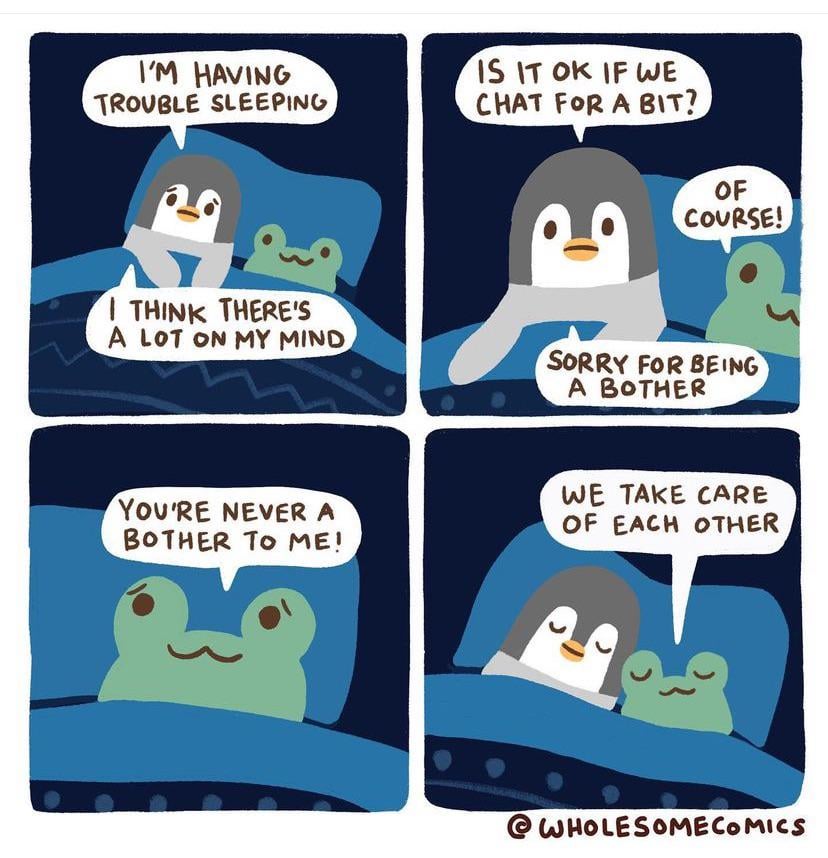 I'M HAVING
TROUBLE SLEEPING
I THINK THERE'S
A LOT ON MY MIND
IS IT OK IF WE
CHAT FOR A BIT?
OF
COURSE!
SORRY FOR BEING
A BOTHER
YOU'RE NEVER A
BOTHER TO ME!
WE TAKE CARE
OF EACH OTHER
@WHOLESOMECOMICS